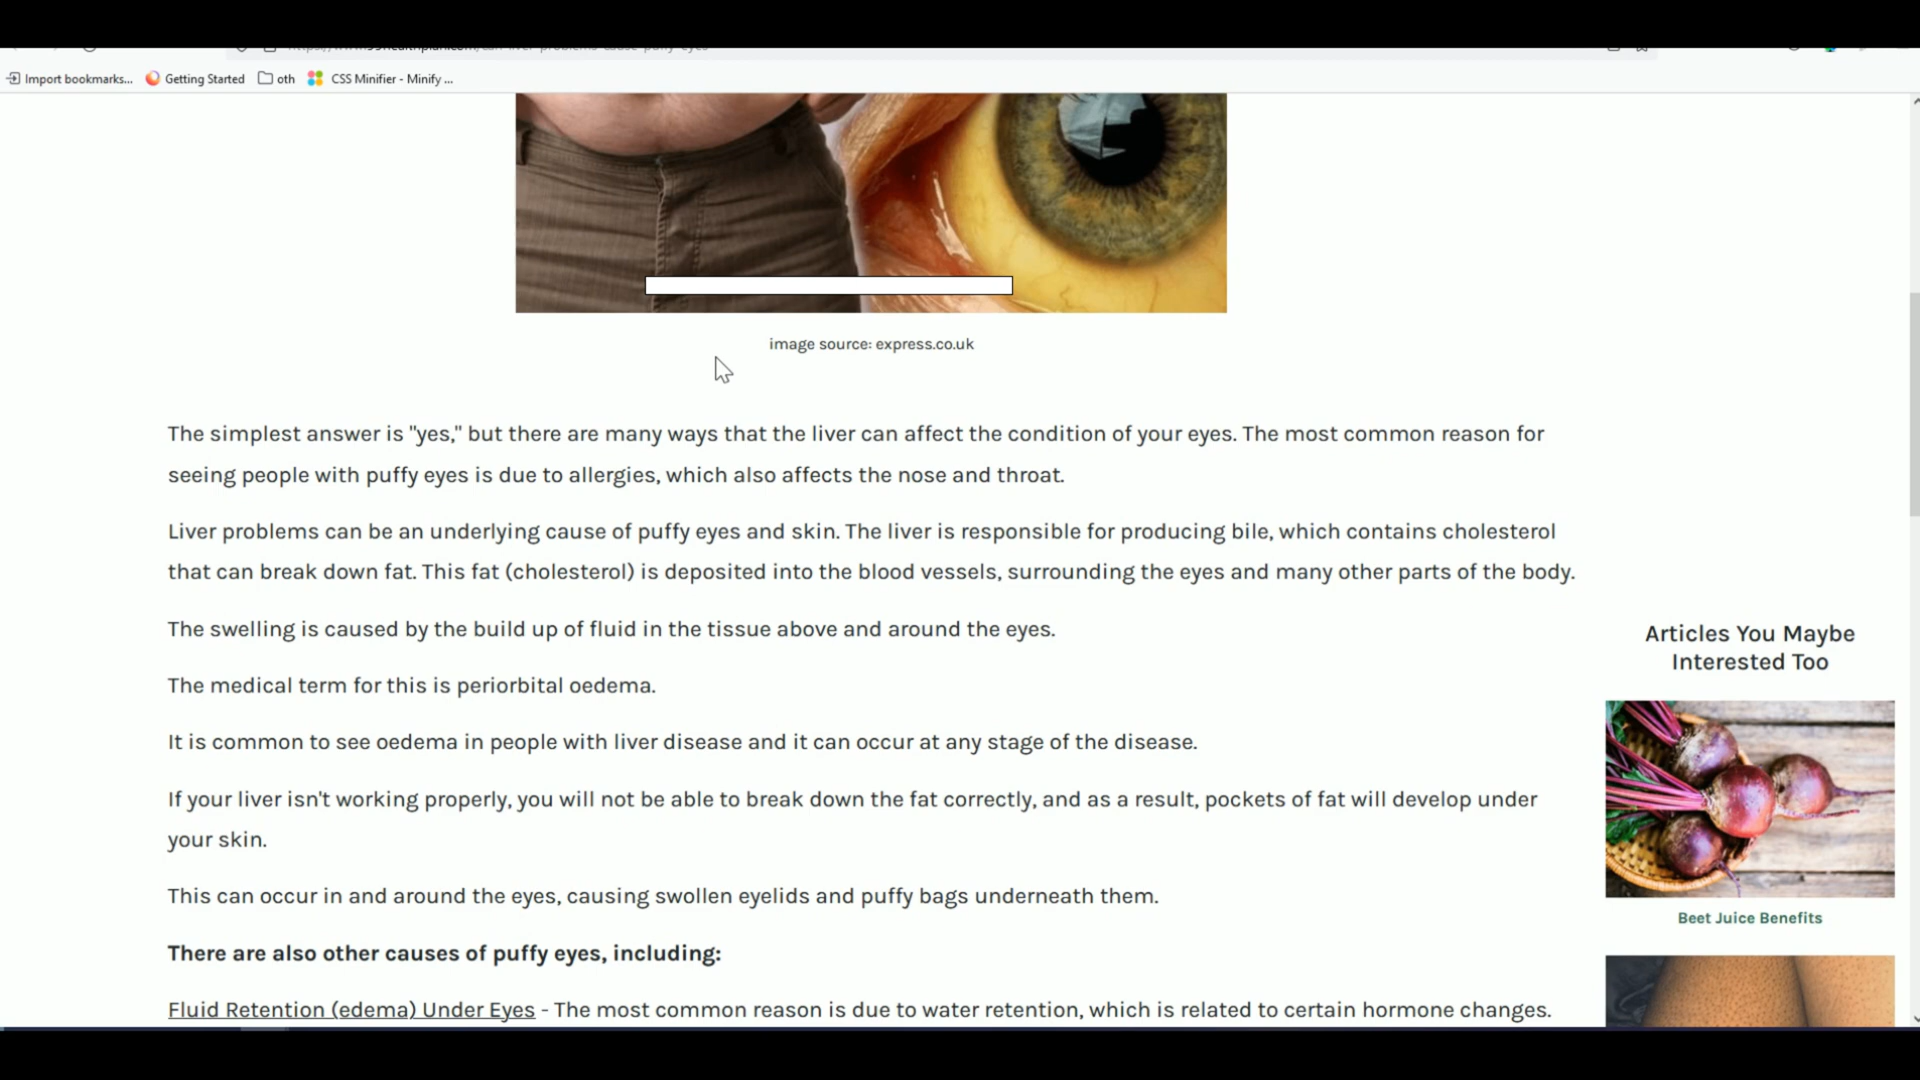 Import bookmarks...
Getting Started
oth
CSS Minifier - Minify ...
image source: express.co.uk
The simplest answer is "yes," but there are many ways that the liver can affect the condition of your eyes. The most common reason for
seeing people with puffy eyes is due to allergies, which also affects the nose and throat.
Liver problems can be an underlying cause of puffy eyes and skin. The liver is responsible for producing bile, which contains cholesterol
that can break down fat. This fat (cholesterol) is deposited into the blood vessels, surrounding the eyes and many other parts of the body.
The swelling is caused by the build up of fluid in the tissue above and around the eyes.
The medical term for this is periorbital oedema.
It is common to see oedema in people with liver disease and it can occur at any stage of the disease.
If your liver isn't working properly, you will not be able to break down the fat correctly, and as a result, pockets of fat will develop under
your skin.
This can occur in and around the eyes, causing swollen eyelids and puffy bags underneath them.
There are also other causes of puffy eyes, including:
Fluid Retention (edema) Under Eyes - The most common reason is due to water retention, which is related to certain hormone changes.
Articles You Maybe
Interested Too
Beet Juice Benefits